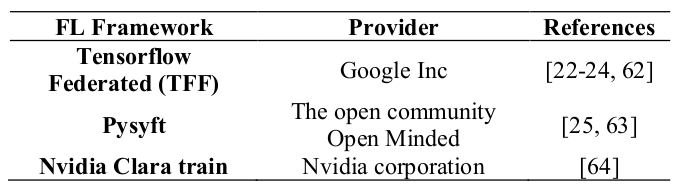 FL Framework Provider References
Tensorflow
Federated (TFF) Google Inc [22-24, 62]
Pysyft The open community
Open Minded [25, 63]
Nvidia Clara train Nvidia corporation [64]